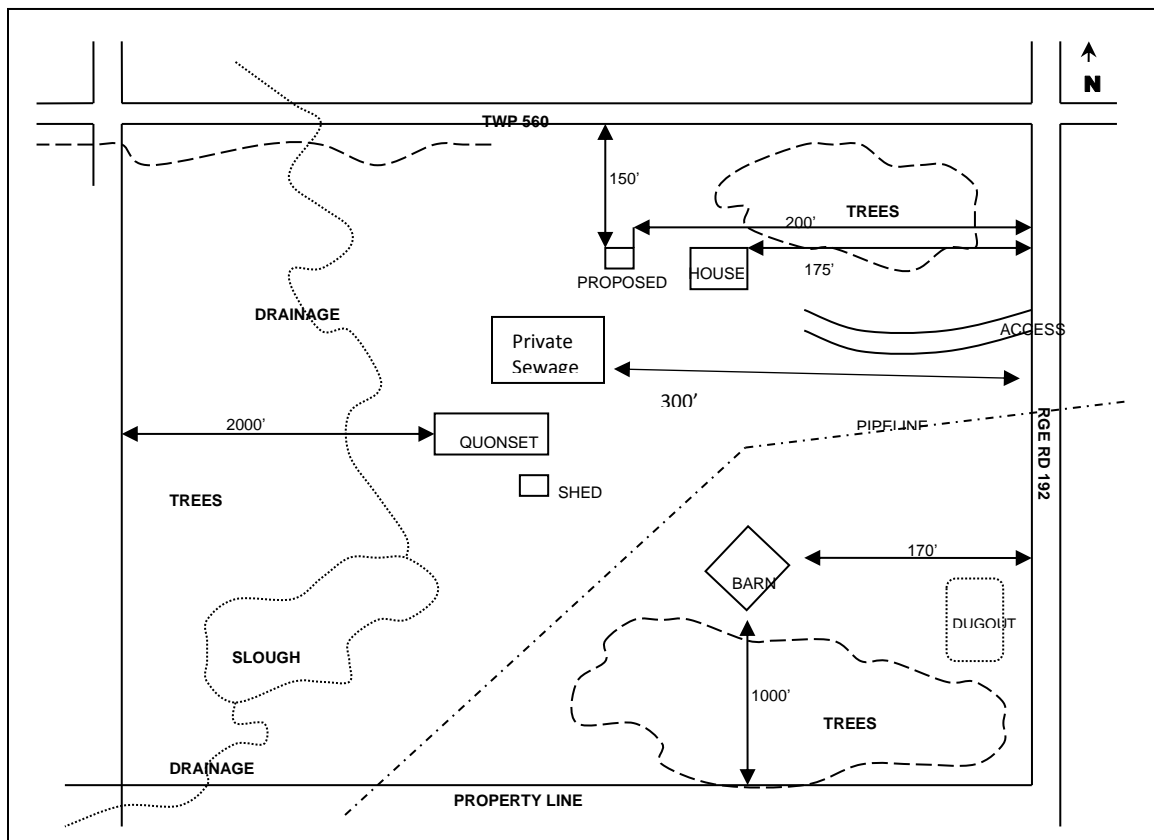 N
TWP 560
150'
TREES
200'
PROPOSED
HOUSE
175'
DRAINAGE
ACCESS
Private
Sewage
300'
2000'
QUONSET
PIPELINE
RGE RD 192
TREES
SHED
170'
BARN
DUGOUT
SLOUGH
1000'
TREES
DRAINAGE
PROPERTY LINE